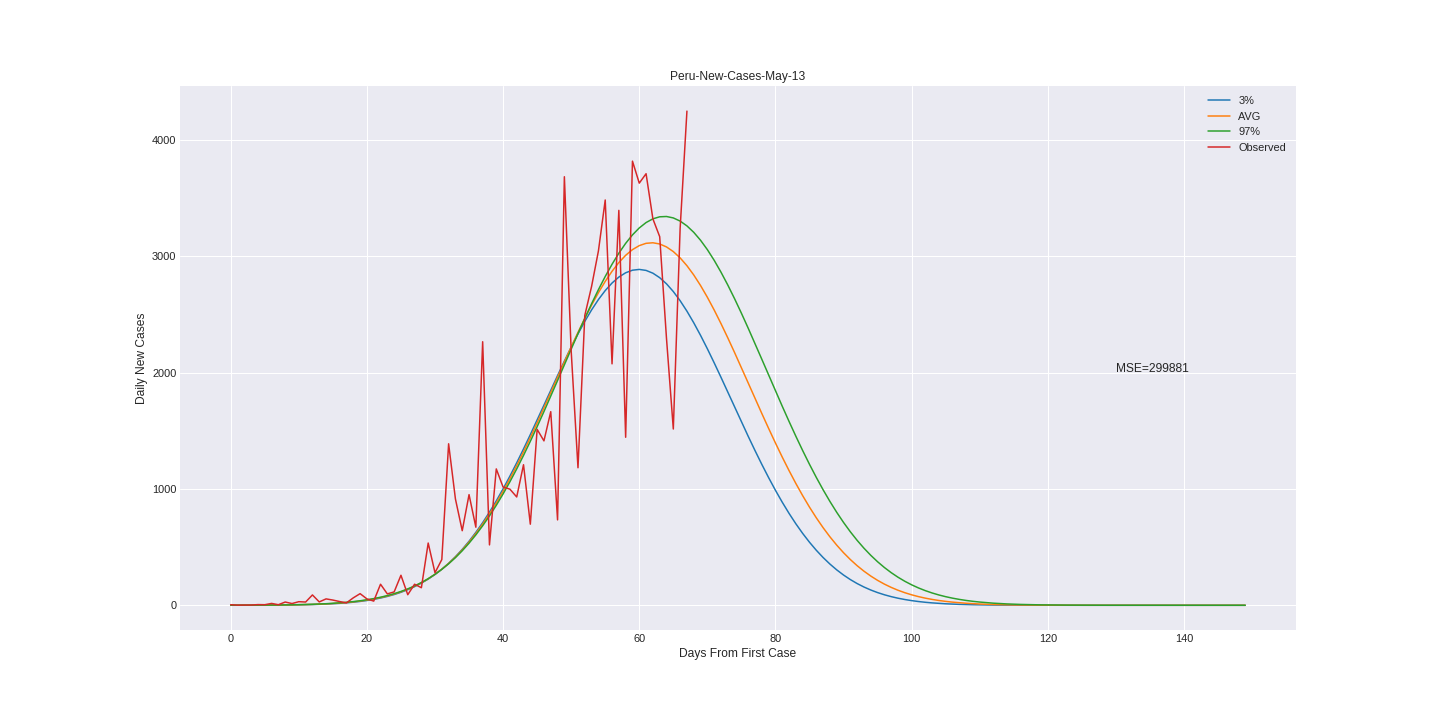 Peru-New-Cases-May-13
3%
AVG
97%
Observed
4000
3000
2000
1000
0
Daily New Cases
MSE=299881
0 20 40 60 80 100 120 140
Days From First Case